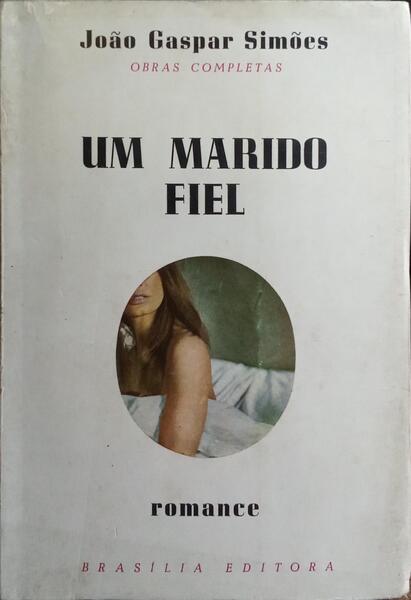 João Gaspar Simões
OBRAS COMPLETAS
UM MARIDO
FIEL
romance
BRASÍLIA EDITORA